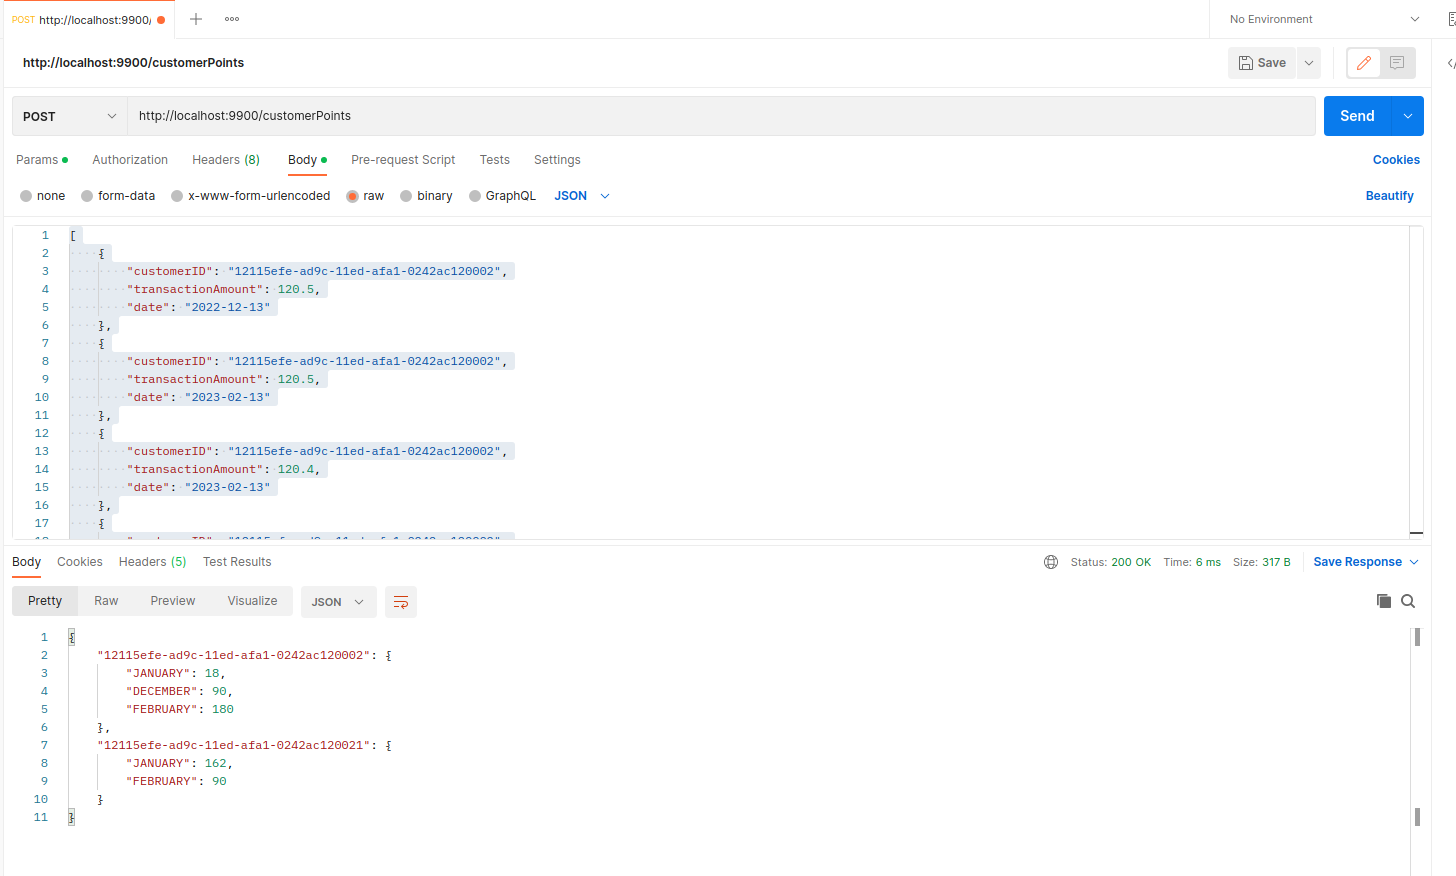 POST http://localhost:9900/
No Environment
http://localhost:9900/customerPoints
Save
POST http://localhost:9900/customerPoints Send
Params Authorization Headers (8) Body Pre-request Script Tests Settings Cookies
none form-data x-www-form-urlencoded raw binary GraphQL JSON Beautify
1 [
2 {
3 "customerID": "12115efe-ad9c-11ed-afa1-0242ac120002",
4 "transactionAmount": 120.5,
5 "date": "2022-12-13"
6 },
7 {
8 "customerID": "12115efe-ad9c-11ed-afa1-0242ac120002",
9 "transactionAmount": 120.5,
10 "date": "2023-02-13"
11 },
12 {
13 "customerID": "12115efe-ad9c-11ed-afa1-0242ac120002",
14 "transactionAmount": 120.4,
15 "date": "2023-02-13"
16 },
17 {
Body Cookies Headers (5) Test Results Status: 200 OK Time: 6 ms Size: 317 B Save Response
Pretty Raw Preview Visualize JSON
1 {
2 "12115efe-ad9c-11ed-afa1-0242ac120002": {
3 "JANUARY": 18,
4 "DECEMBER": 90,
5 "FEBRUARY": 180
6 },
7 "12115efe-ad9c-11ed-afa1-0242ac120021": {
8 "JANUARY": 162,
9 "FEBRUARY": 90
10 }
11 }